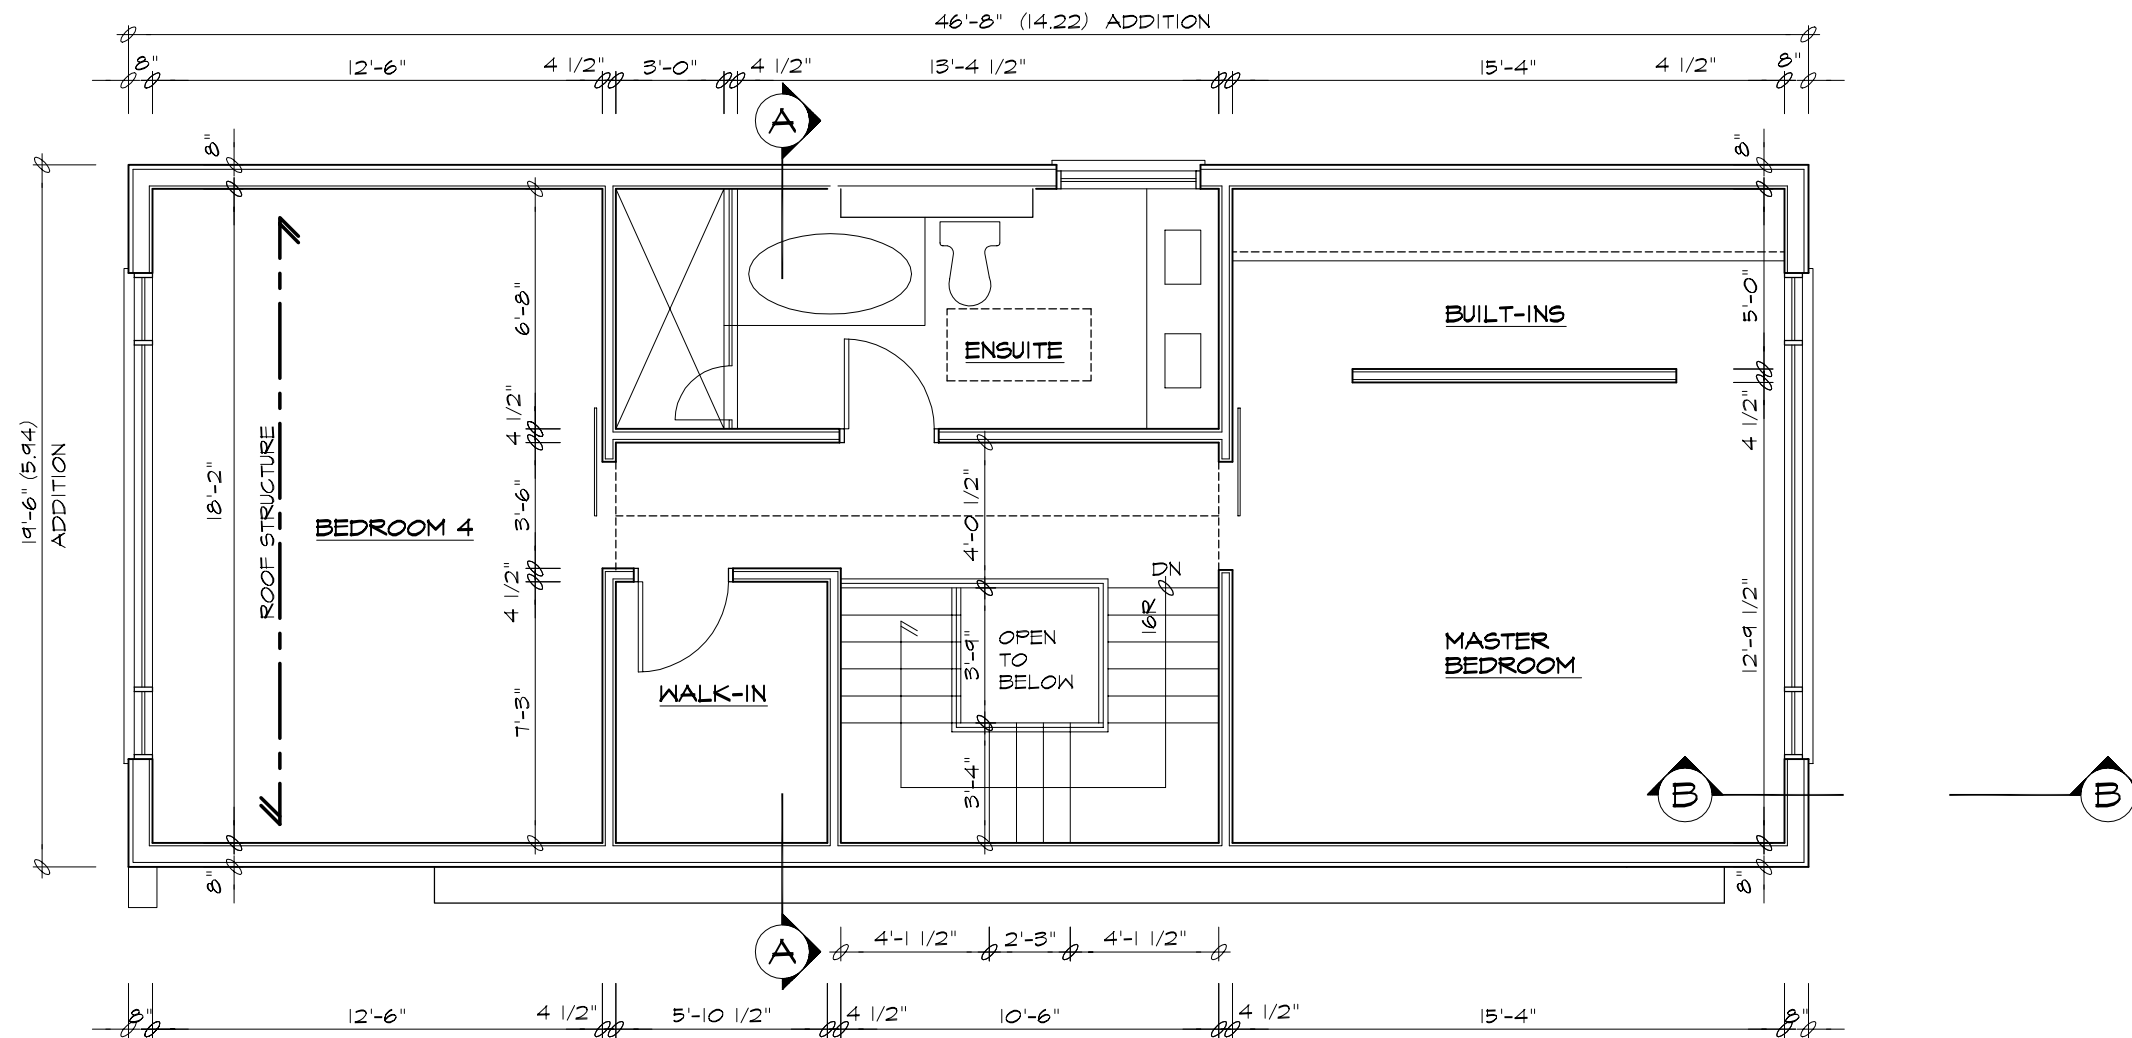 46'-8" (14.22) ADDITION
8"
12'-6"
4 1/2"
3'-0"
4 1/2"
13'-4 1/2"
15'-4"
4 1/2"
8"
A
8"
8"
6'-8"
5'-0"
BUILT-INS
ENSUITE
4 1/2"
4 1/2"
19'-6" (5.94)
ADDITION
18'-2"
ROOF STRUCTURE
BEDROOM 4
3'-6"
4'-0 1/2"
4 1/2"
DN
16R
12'-9 1/2"
OPEN
TO
BELOW
3'-9"
MASTER
BEDROOM
WALK-IN
7'-3"
3'-4"
B
B
8"
8"
A
4'-1 1/2"
2'-3"
4'-1 1/2"
8"
12'-6"
4 1/2"
5'-10 1/2"
4 1/2"
10'-6"
4 1/2"
15'-4"
8"